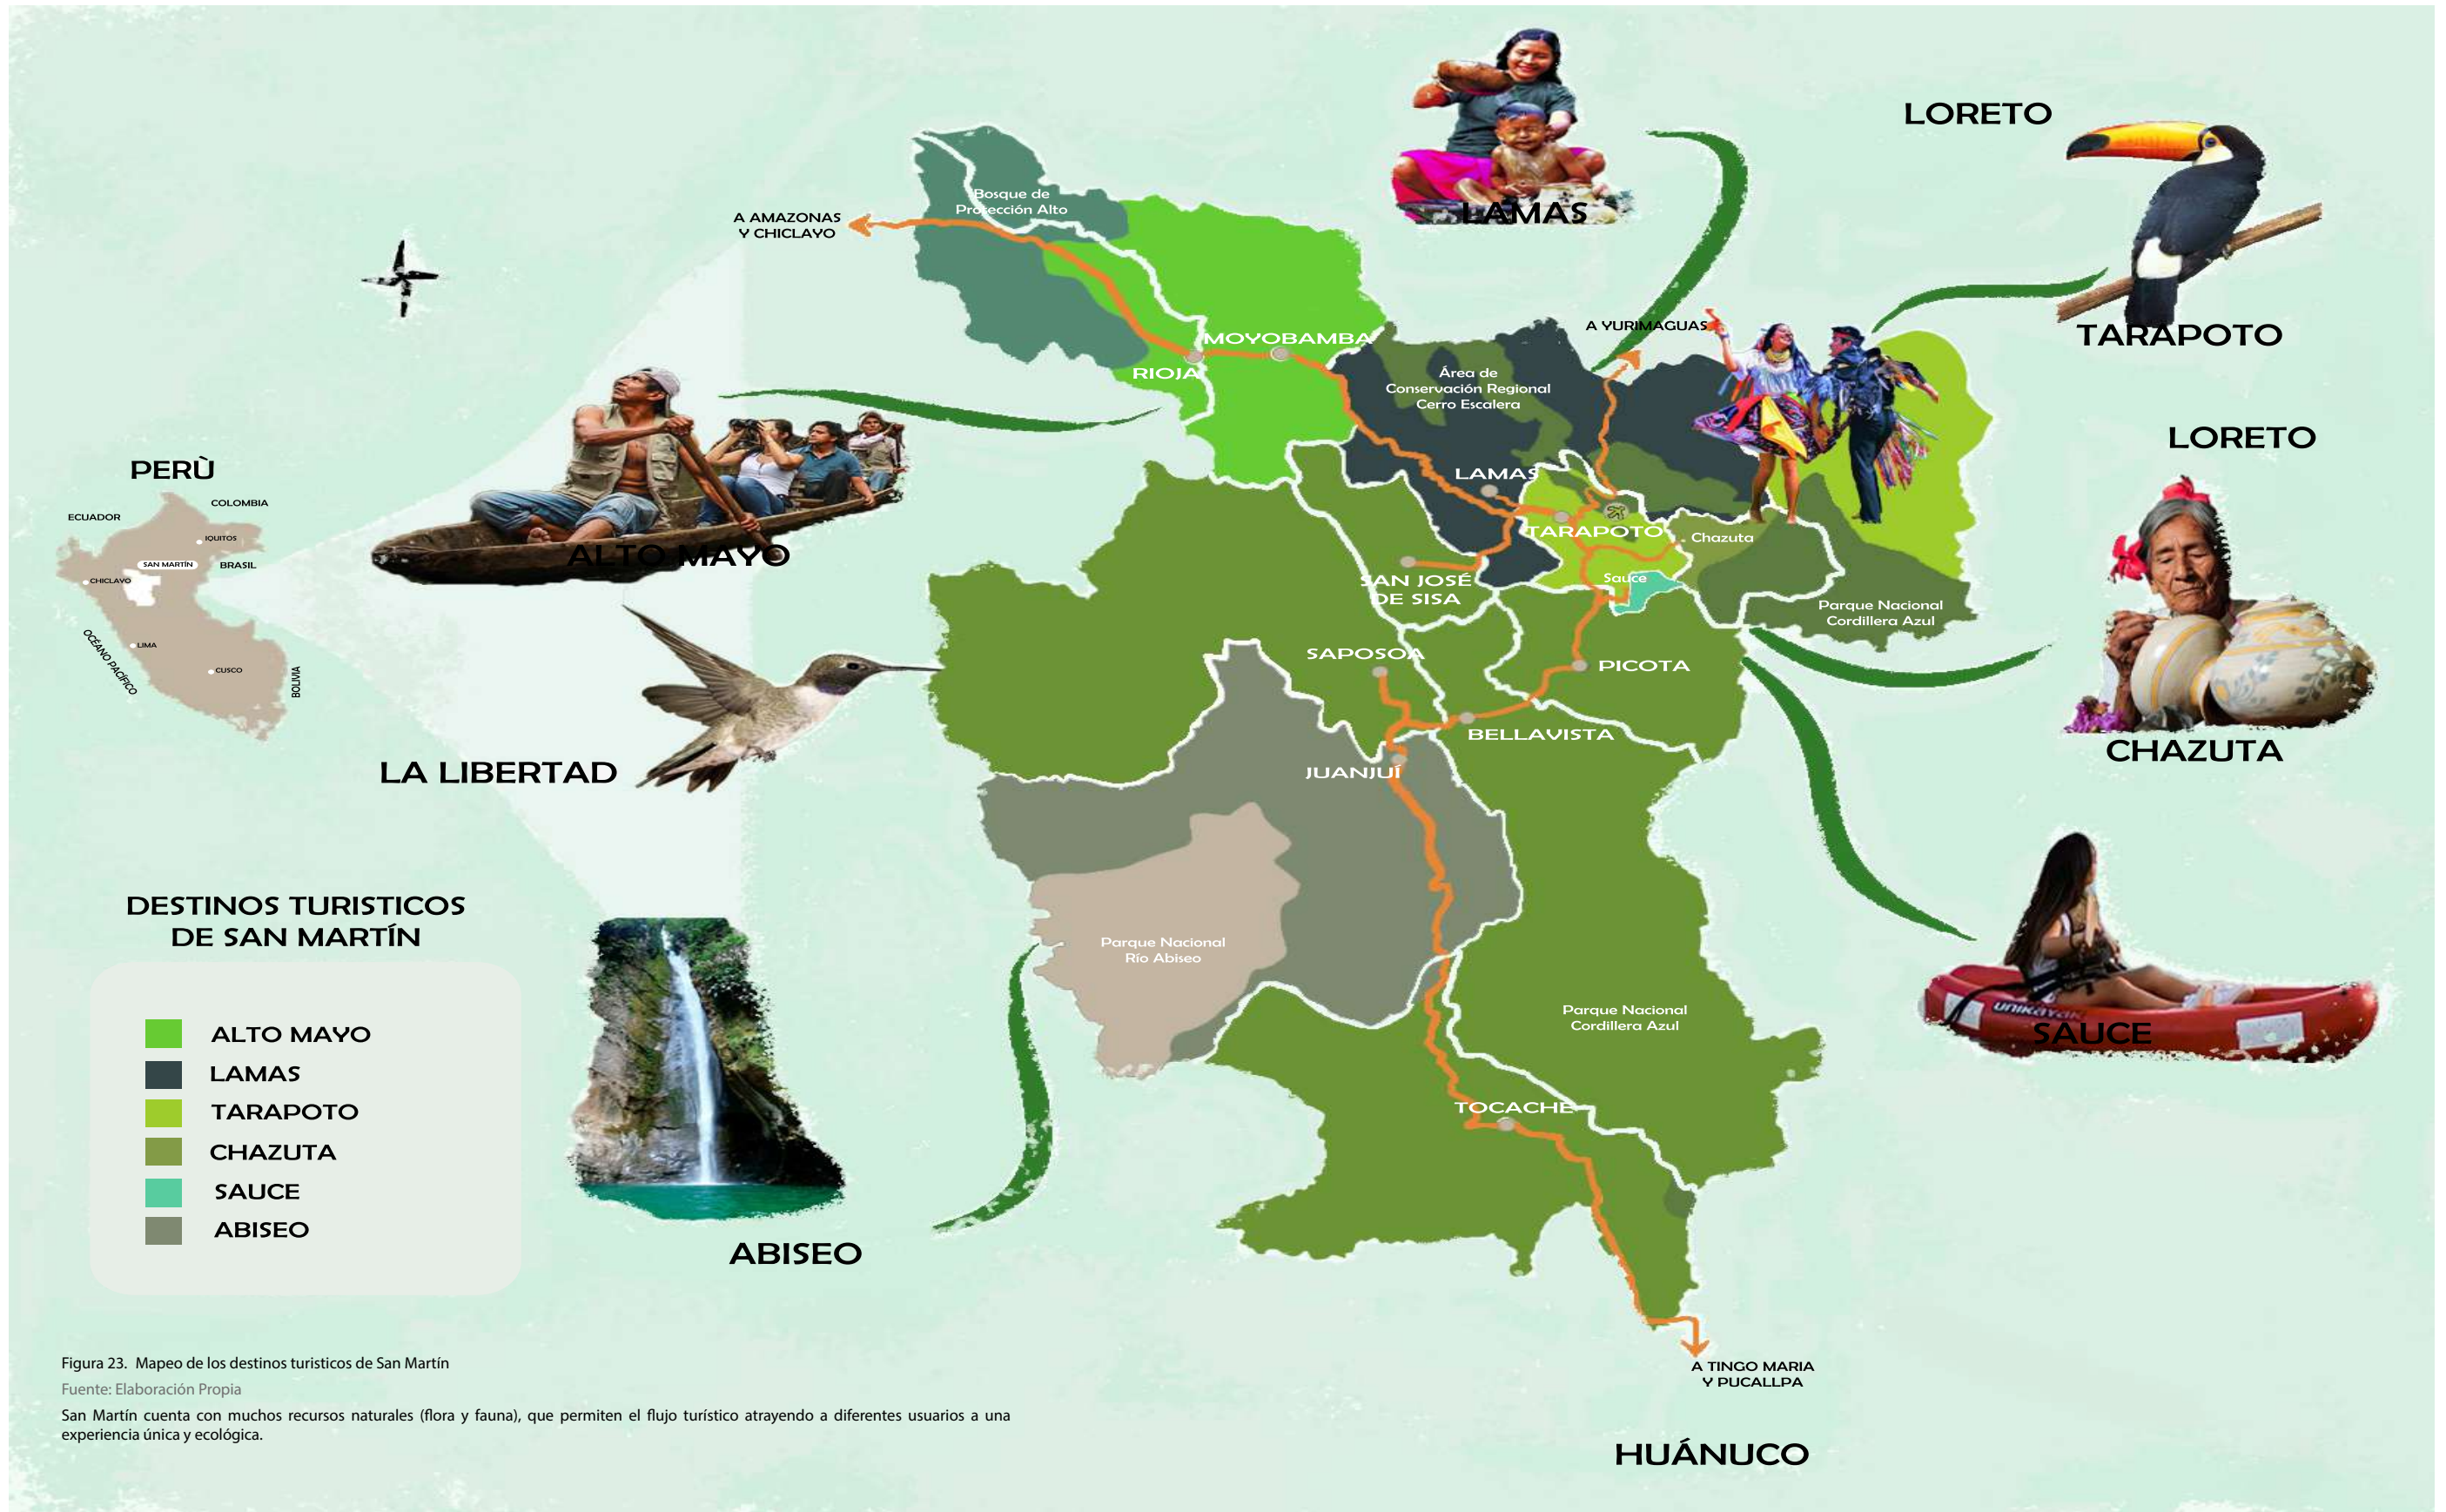 LORETO
LAMAS
TARAPOTO
A AMAZONAS
Y CHICLAYO
Bosque de
Protección Alto
MOYOBAMBA
RIOJA
A YURIMAGUAS
Área de
Conservación Regional
Cerro Escalera
LORETO
PERÙ
COLOMBIA
ECUADOR
IQUITOS
SAN MARTÍN
BRASIL
CHICLAYO
OCÉANO PACÍFICO
LIMA
CUSCO
BOLIVIA
ALTO MAYO
LAMAS
TARAPOTO
Chazuta
SAN JOSÉ
DE SISA
Sauce
Parque Nacional
Cordillera Azul
SAPOSOA
PICOTA
BELLAVISTA
JUANJUÍ
CHAZUTA
LA LIBERTAD
Parque Nacional
Río Abiseo
Parque Nacional
Cordillera Azul
unikayak
SAUCE
TOCACHE
ABISEO
DESTINOS TURISTICOS
DE SAN MARTÍN
ALTO MAYO
LAMAS
TARAPOTO
CHAZUTA
SAUCE
ABISEO
A TINGO MARIA
Y PUCALLPA
HUÁNUCO
Figura 23. Mapeo de los destinos turisticos de San Martín
Fuente: Elaboración Propia
San Martín cuenta con muchos recursos naturales (flora y fauna), que permiten el flujo turístico atrayendo a diferentes usuarios a una
experiencia única y ecológica.